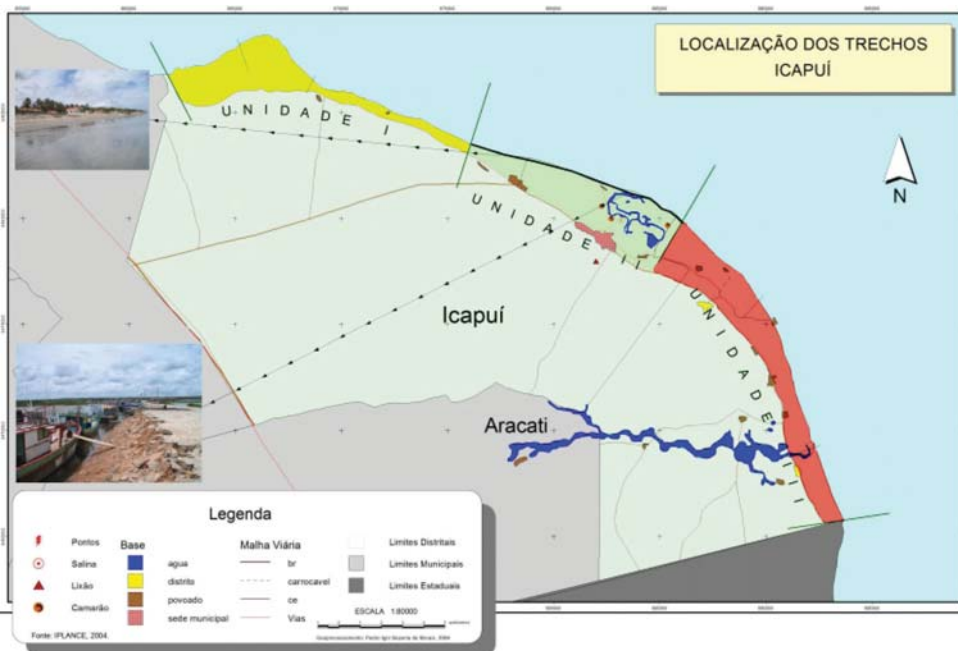 LOCALIZAÇÃO DOS TRECHOS
ICAPUÍ
N
UNIDADE I
UNIDADE II
UNIDADE III
Icapuí
Aracati
Legenda
Pontos
Salina
Lixão
Camarão
Base
agua
distrito
povoado
sede municipal
Malha Viária
br
carrocavel
ce
Vias
Limites Distritais
Limites Municipais
Limites Estaduais
ESCALA 1:80000
Fonte: IPLANCE, 2004.